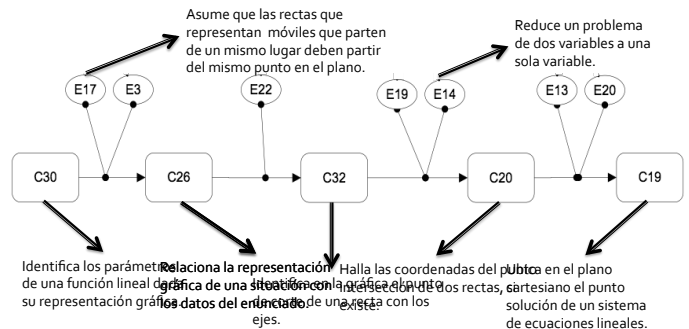 Asume que las rectas que
representan móviles que parten
de un mismo lugar deben partir
del mismo punto en el plano.
Reduce un problema
de dos variables a una
sola variable.
E17
E3
E22
E19
E14
E13
E20
C30
C26
C32
C20
C19
Identifica los parámetros
de una función lineal dada
su representación gráfica.
Relaciona la representación
gráfica de una situación con
los datos del enunciado.
Identifica en la gráfica el punto
de corte de una recta con los
ejes.
Halla las coordenadas del punto
intersección de dos rectas, si
existe.
Ubica en el plano
cartesiano el punto
solución de un sistema
de ecuaciones lineales.